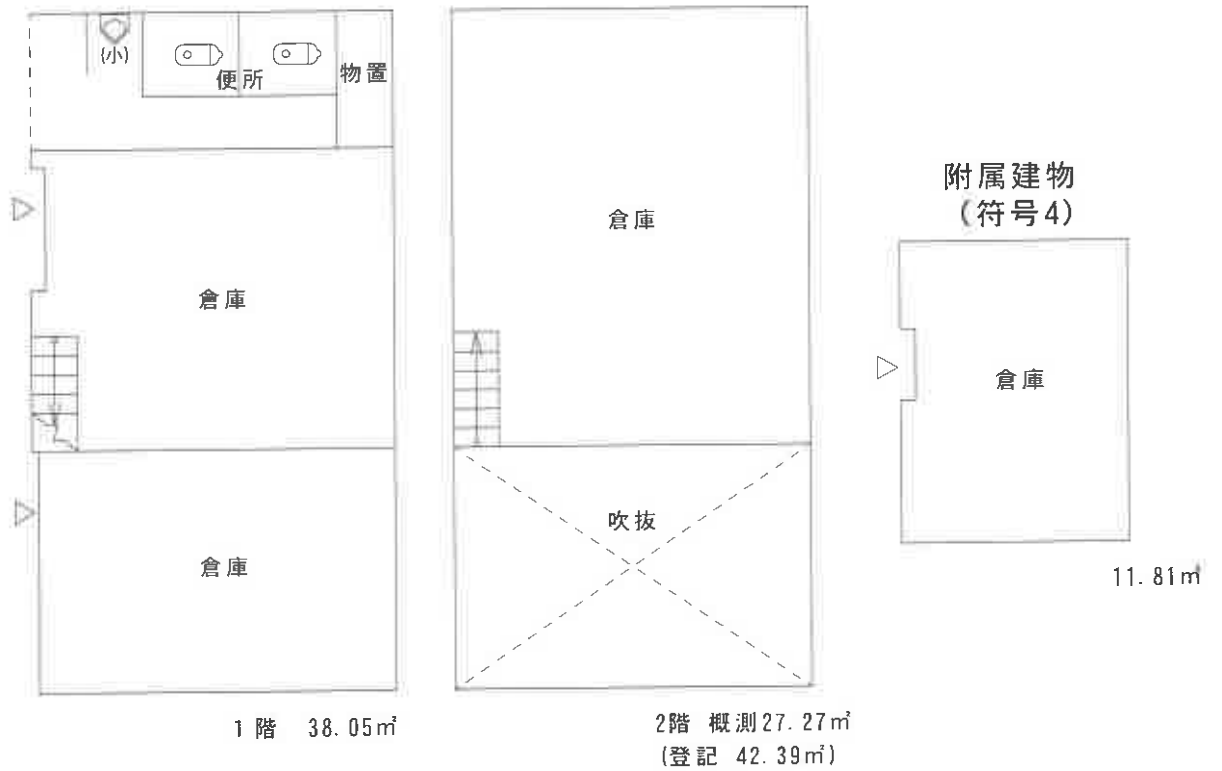 (小)
便所
物置
倉庫
倉庫
1階 38.05㎡
倉庫
吹抜
2階 概測27.27㎡
(登記 42.39㎡)
附属建物
(符号4)
倉庫
11.81㎡